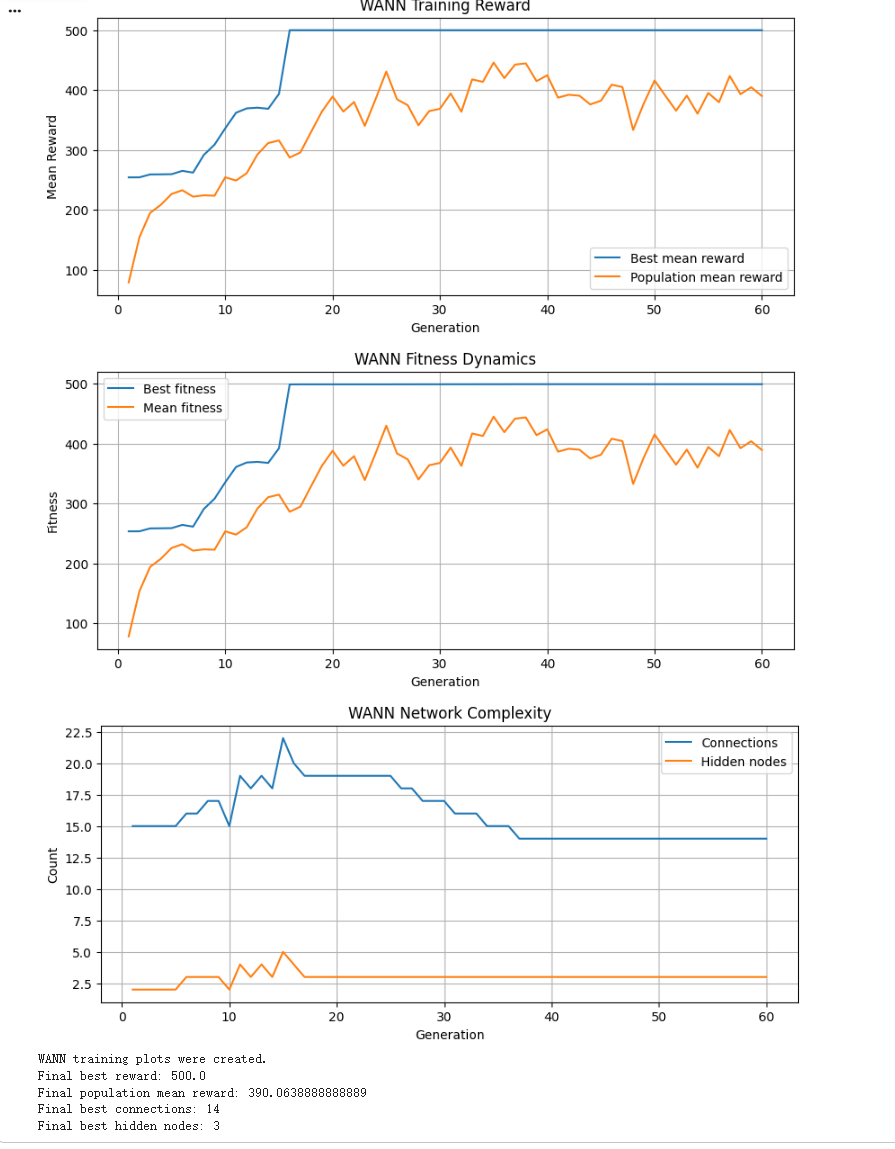 ...
WANN Training Reward
500
400
300
200
100
Mean Reward
Best mean reward
Population mean reward
0 10 20 30 40 50 60
Generation
WANN Fitness Dynamics
500
400
300
200
100
Fitness
Best fitness
Mean fitness
0 10 20 30 40 50 60
Generation
WANN Network Complexity
22.5
20.0
17.5
15.0
12.5
10.0
7.5
5.0
2.5
Count
Connections
Hidden nodes
0 10 20 30 40 50 60
Generation
WANN training plots were created.
Final best reward: 500.0
Final population mean reward: 390.0638888888889
Final best connections: 14
Final best hidden nodes: 3